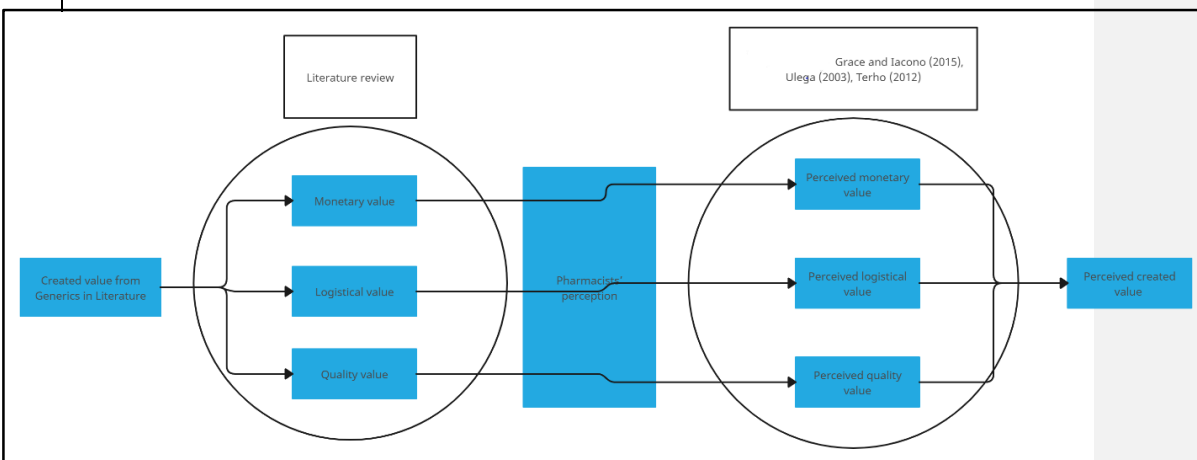 Literature review
Grace and Iacono (2015),
Ulega (2003), Terho (2012)
Created value from
Generics in Literature
Monetary value
Logistical value
Quality value
Pharmacists'
perception
Perceived monetary
value
Perceived logistical
value
Perceived quality
value
Perceived created
value